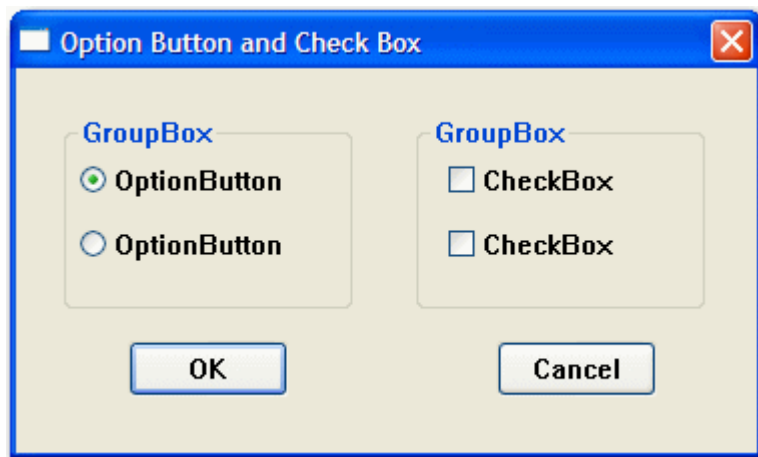 Option Button and Check Box
GroupBox
OptionButton
OptionButton
GroupBox
CheckBox
CheckBox
OK
Cancel